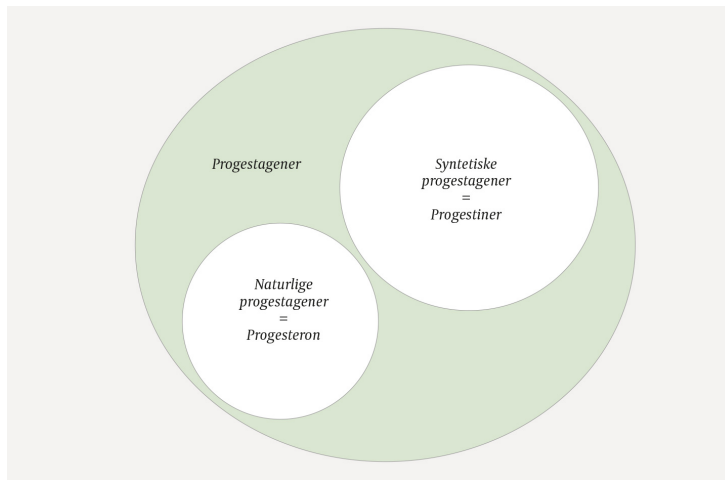 Progestagener
Syntetiske
progestagener
=
Progestiner
Naturlige
progestagener
=
Progesteron